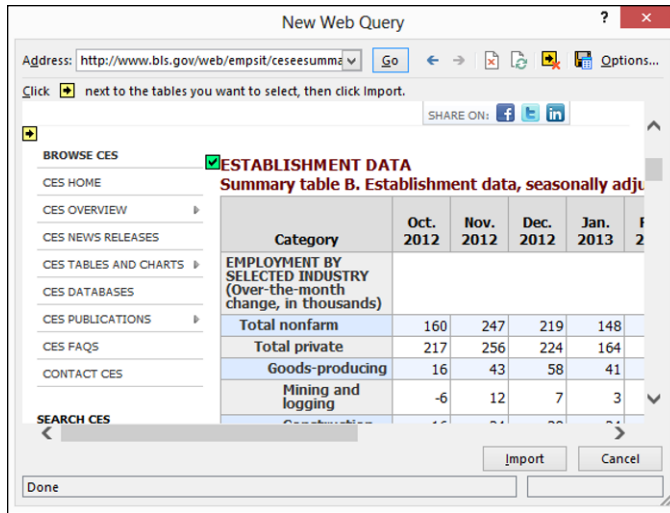 New Web Query
Address: http://www.bls.gov/web/empsit/ceseesumma Go Options...
Click next to the tables you want to select, then click Import.
SHARE ON:
BROWSE CES
CES HOME
CES OVERVIEW
CES NEWS RELEASES
CES TABLES AND CHARTS
CES DATABASES
CES PUBLICATIONS
CES FAQS
CONTACT CES
SEARCH CES
ESTABLISHMENT DATA
Summary table B. Establishment data, seasonally adju
Category Oct. 2012 Nov. 2012 Dec. 2012 Jan. 2013
EMPLOYMENT BY
SELECTED INDUSTRY
(Over-the-month
change, in thousands)
Total nonfarm 160 247 219 148
Total private 217 256 224 164
Goods-producing 16 43 58 41
Mining and
logging -6 12 7 3
Import Cancel
Done